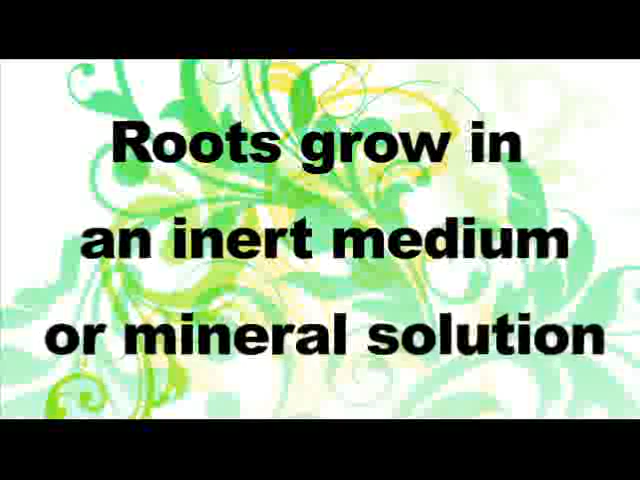 Roots grow in
an inert medium
or mineral solution